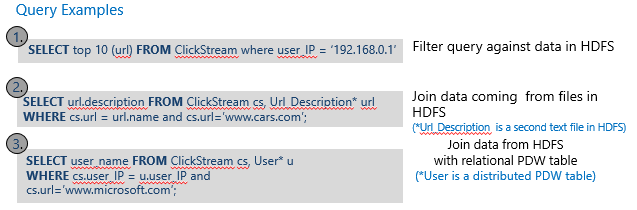 Query Examples
1.
SELECT top 10 (url) FROM ClickStream where user_IP = ‘192.168.0.1’
Filter query against data in HDFS
2.
SELECT url.description FROM ClickStream cs, Url_Description* url
WHERE cs.url = url.name and cs.url=’www.cars.com’;
Join data coming from files in
HDFS
(*Url_Description is a second text file in HDFS)
3.
SELECT user_name FROM ClickStream cs, User* u
WHERE cs.user_IP = u.user_IP and
cs.url=’www.microsoft.com’;
Join data from HDFS
with relational PDW table
(*User is a distributed PDW table)